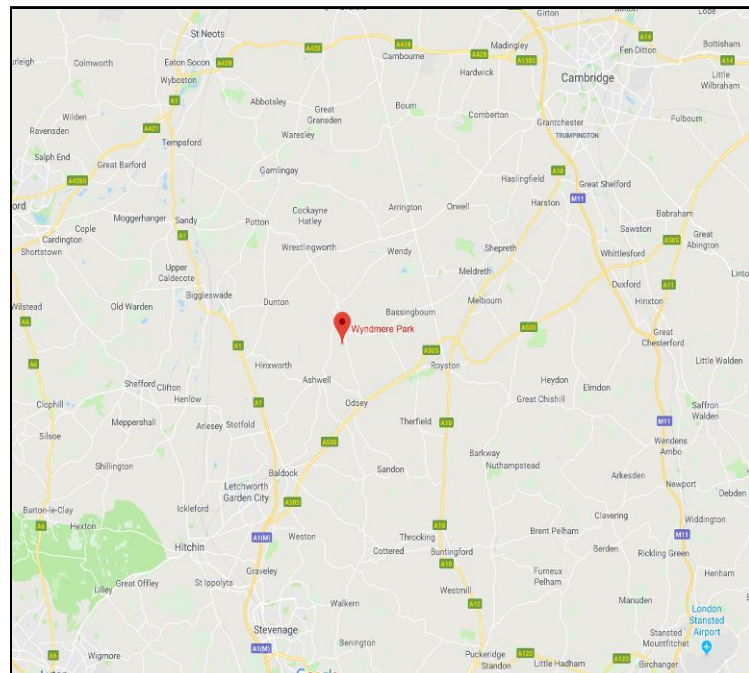 St Neots
A428
A428
Girton
Milton
Lode
Madingley
A14
Bottisham
Colmworth
Eaton Socon
A428
Cambourne
A428
A1303
Fen Ditton
A14
Wyboston
Hardwick
Cambridge
Little
Wilbraham
A1
Abbotsley
Great
Gransden
Bourn
Comberton
Wilden
Waresley
Grantchester
Fulbourn
Ravensden
A421
Tempsford
TRUMPINGTON
Salph End
Great Barford
Gamlingay
Haslingfield
A10
A4280
Great Shelford
Cockayne
Hatley
Arrington
Orwell
Harston
M11
Babraham
Moggerhanger
Sandy
Potton
Cople
Sawston
Cardington
A1
Wrestlingworth
Shepreth
A505
Great
Abington
Shortstown
Wendy
Whittlesford
Upper
Caldecote
Meldreth
Duxford
A11
Biggleswade
Dunton
Melbourn
Hinxton
Wilstead
Old Warden
Bassingbourn
A6
Wyndmere Park
A505
Great
Chesterford
A1
A505
Royston
Hinxworth
Little Walden
Shefford
Clifton
Ashwell
Heydon
Elmdon
Clophill
Henlow
Odsey
Great Chishill
Saffron
Walden
A1
Meppershall
Arlesey
Stotfold
Therfield
A10
M11
Silsoe
A505
Wendens
Ambo
Barkway
Shillington
Baldock
Sandon
Nuthampstead
Arkesden
Newport
Letchworth
Garden City
Debden
Barton-le-Clay
Ickleford
A505
Clavering
Widdington
A6
Hexton
A10
Weston
Throcking
Brent Pelham
M11
A1(M)
Hitchin
Cottered
Buntingford
Berden
Rickling Green
Graveley
A10
Great Offley
St Ippolyts
Furneux
Pelham
Henham
Lilley
Westmill
Walkern
A10
Manuden
London
Stansted
Airport
Stevenage
Stansted
Mountfitchet
Wigmore
Benington
A6
A1(M)
Puckeridge
A120
Standon
Little Hadham
A120
Birchanger